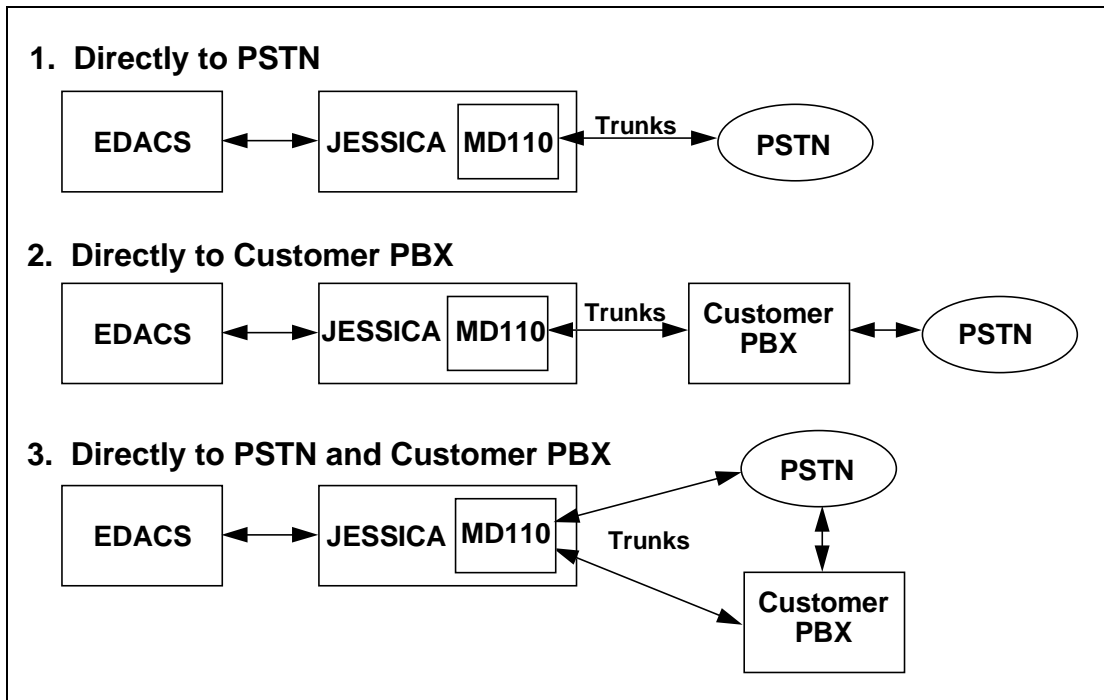 1. Directly to PSTN
EDACS
JESSICA
MD110
Trunks
PSTN
2. Directly to Customer PBX
EDACS
JESSICA
MD110
Trunks
Customer
PBX
PSTN
3. Directly to PSTN and Customer PBX
PSTN
EDACS
JESSICA
MD110
Trunks
Customer
PBX